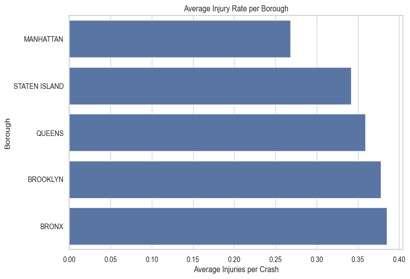 Average Injury Rate per Borough
MANHATTAN
STATEN ISLAND
QUEENS
BROOKLYN
BRONX
Borough
0.00 0.05 0.10 0.15 0.20 0.25 0.30 0.35 0.40
Average Injuries per Crash